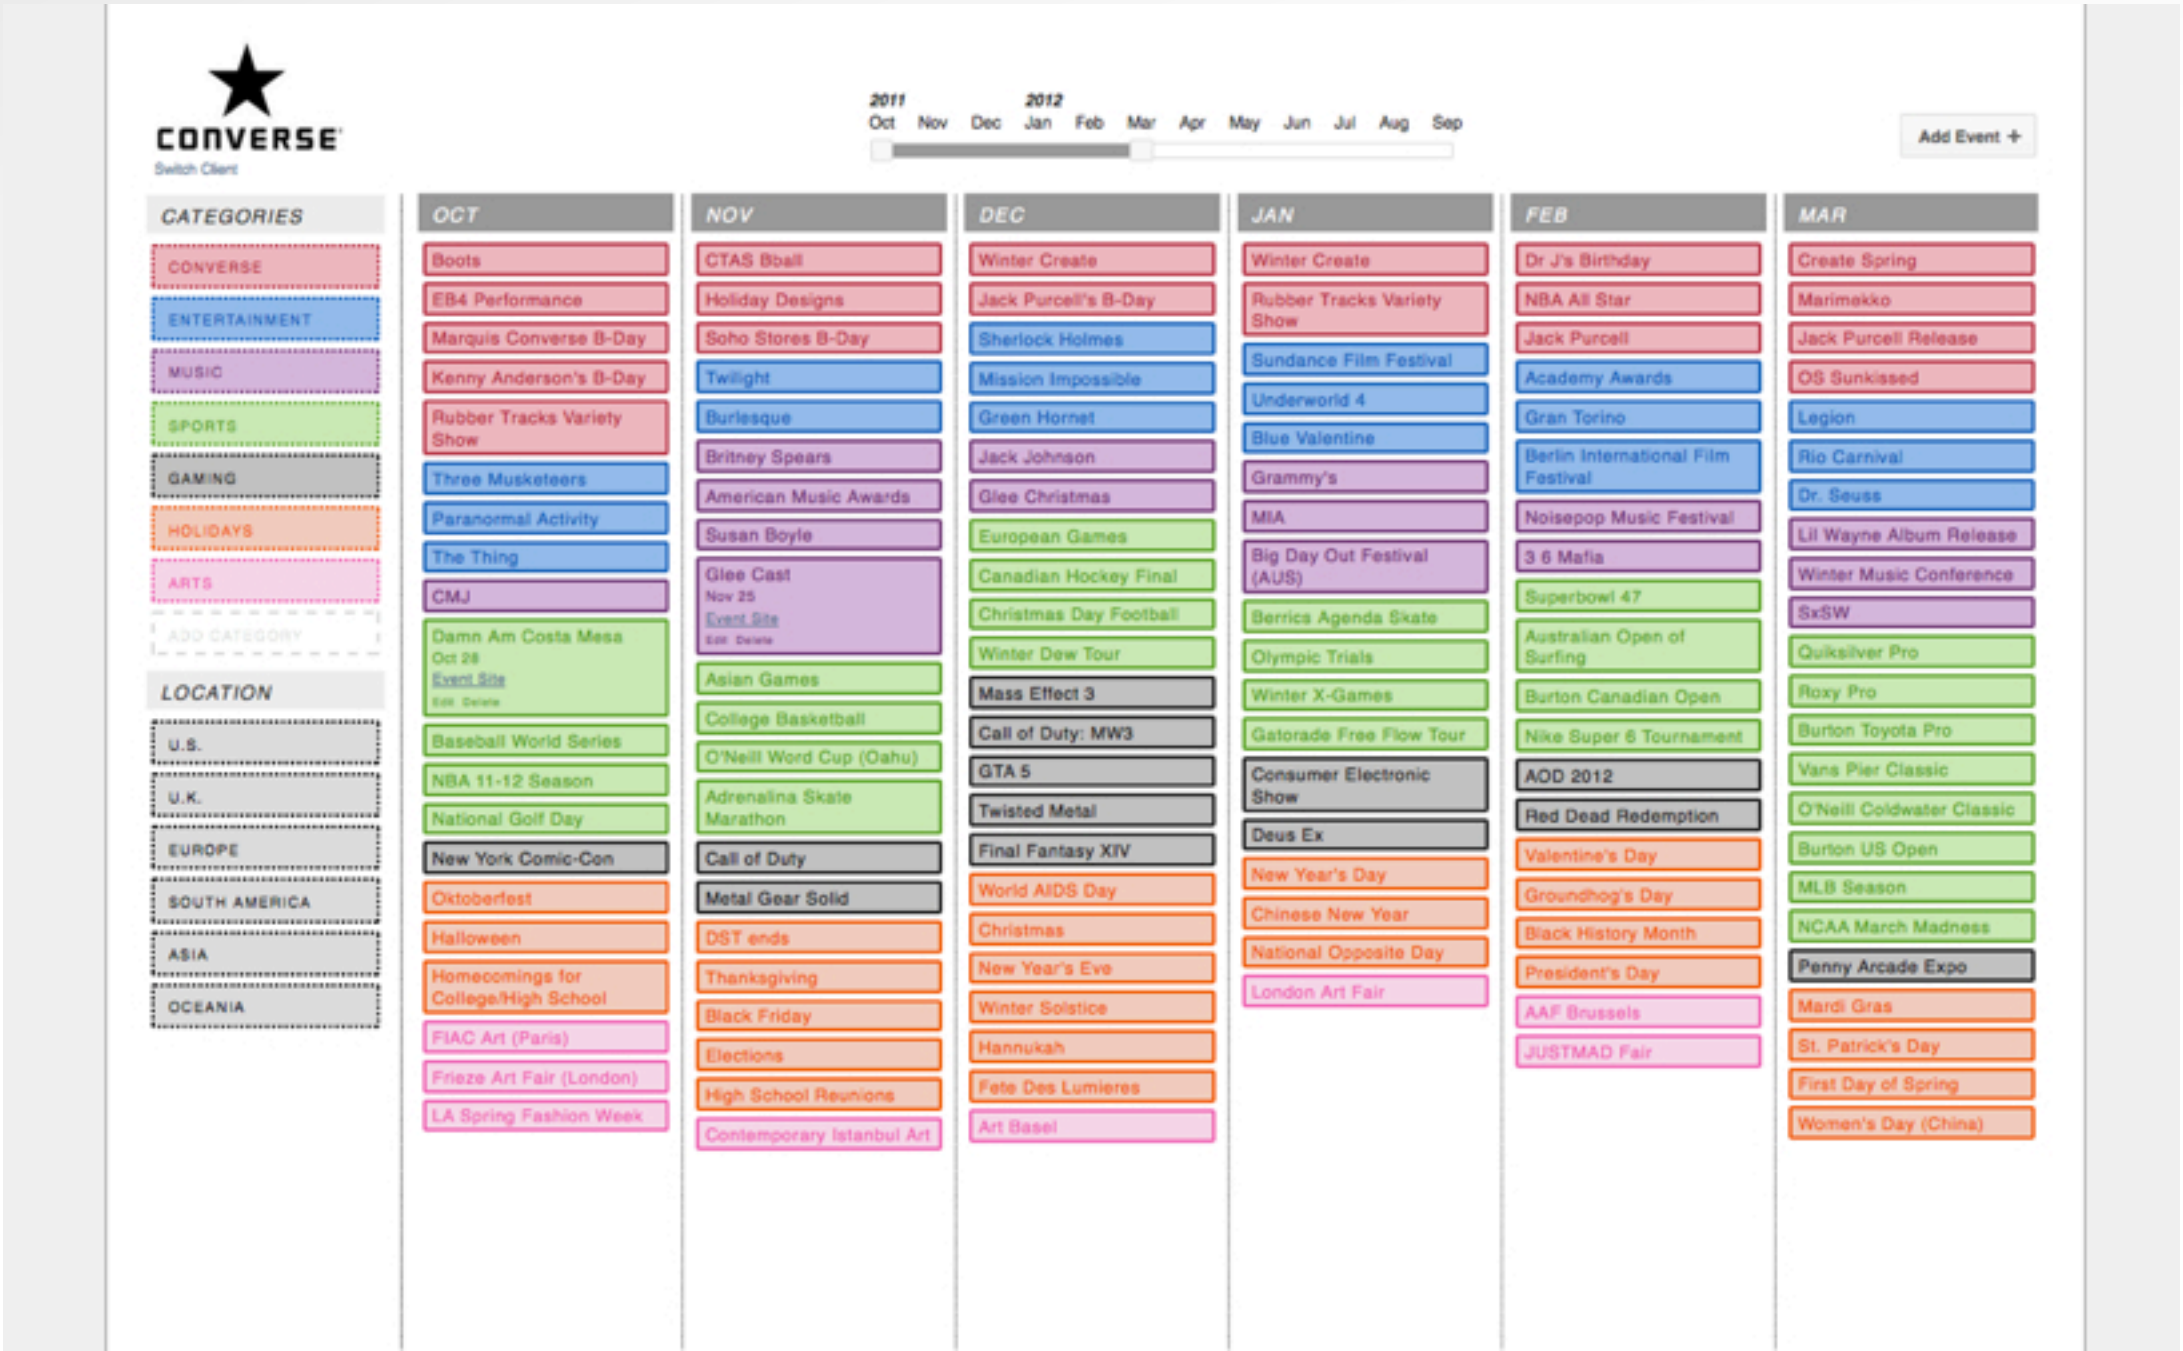 CONVERSE
Switch Client
2011 2012
Oct Nov Dec Jan Feb Mar Apr May Jun Jul Aug Sep
Add Event +
CATEGORIES
CONVERSE
ENTERTAINMENT
MUSIC
SPORTS
GAMING
HOLIDAYS
ARTS
ADD CATEGORY
LOCATION
U.S.
U.K.
EUROPE
SOUTH AMERICA
ASIA
OCEANIA
OCT
Boots
EB4 Performance
Marquis Converse B-Day
Kenny Anderson's B-Day
Rubber Tracks Variety
Show
Three Musketeers
Paranormal Activity
The Thing
CMJ
Damn Am Costa Mesa
Oct 28
Event Site
Edit Delete
Baseball World Series
NBA 11-12 Season
National Golf Day
New York Comic-Con
Oktoberfest
Halloween
Homecomings for
College/High School
FIAC Art (Paris)
Frieze Art Fair (London)
LA Spring Fashion Week
NOV
CTAS Bball
Holiday Designs
Soho Stores B-Day
Twilight
Burlesque
Britney Spears
American Music Awards
Susan Boyle
Glee Cast
Nov 25
Event Site
Edit Delete
Asian Games
College Basketball
O'Neill Word Cup (Oahu)
Adrenalina Skate
Marathon
Call of Duty
Metal Gear Solid
DST ends
Thanksgiving
Black Friday
Elections
High School Reunions
Contemporary Istanbul Art
DEC
Winter Create
Jack Purcell's B-Day
Sherlock Holmes
Mission Impossible
Green Hornet
Jack Johnson
Glee Christmas
European Games
Canadian Hockey Final
Christmas Day Football
Winter Dew Tour
Mass Effect 3
Call of Duty: MW3
GTA 5
Twisted Metal
Final Fantasy XIV
World AIDS Day
Christmas
New Year's Eve
Winter Solstice
Hannukah
Fete Des Lumieres
Art Basel
JAN
Winter Create
Rubber Tracks Variety
Show
Sundance Film Festival
Underworld 4
Blue Valentine
Grammy's
MIA
Big Day Out Festival
(AUS)
Berrics Agenda Skate
Olympic Trials
Winter X-Games
Gatorade Free Flow Tour
Consumer Electronic
Show
Deus Ex
New Year's Day
Chinese New Year
National Opposite Day
London Art Fair
FEB
Dr J's Birthday
NBA All Star
Jack Purcell
Academy Awards
Gran Torino
Berlin International Film
Festival
Noisepop Music Festival
3 6 Mafia
Superbowl 47
Australian Open of
Surfing
Burton Canadian Open
Nike Super 6 Tournament
AOD 2012
Red Dead Redemption
Valentine's Day
Groundhog's Day
Black History Month
President's Day
AAF Brussels
JUSTMAD Fair
MAR
Create Spring
Marimekko
Jack Purcell Release
OS Sunkissed
Legion
Rio Carnival
Dr. Seuss
Lil Wayne Album Release
Winter Music Conference
SxSW
Quiksilver Pro
Roxy Pro
Burton Toyota Pro
Vans Pier Classic
O'Neill Coldwater Classic
Burton US Open
MLB Season
NCAA March Madness
Penny Arcade Expo
Mardi Gras
St. Patrick's Day
First Day of Spring
Women's Day (China)